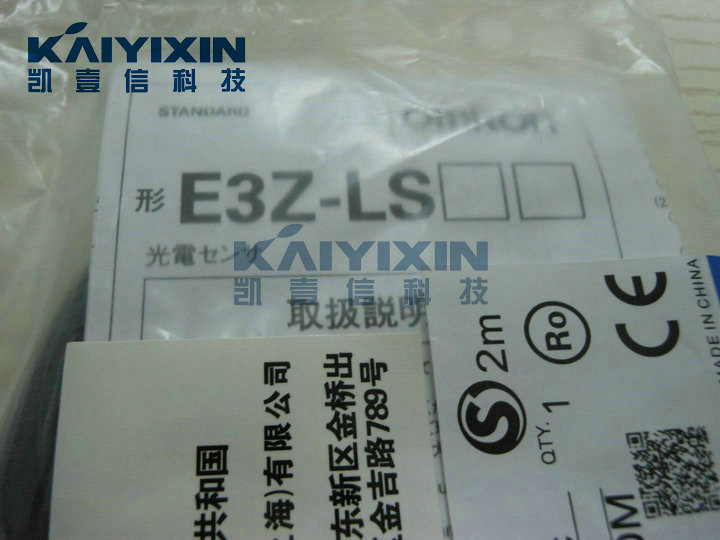 KAIYIXIN
凯壹信科技
STANDARD
omron
形 E3Z-LS□□
光電センサ
KAIYIXIN
凯壹信科技
取扱説明
共和国
海)有限公司
东新区金桥出
金吉路789号
S 2m
Ro
CE
QTY. 1
MADE IN CHINA